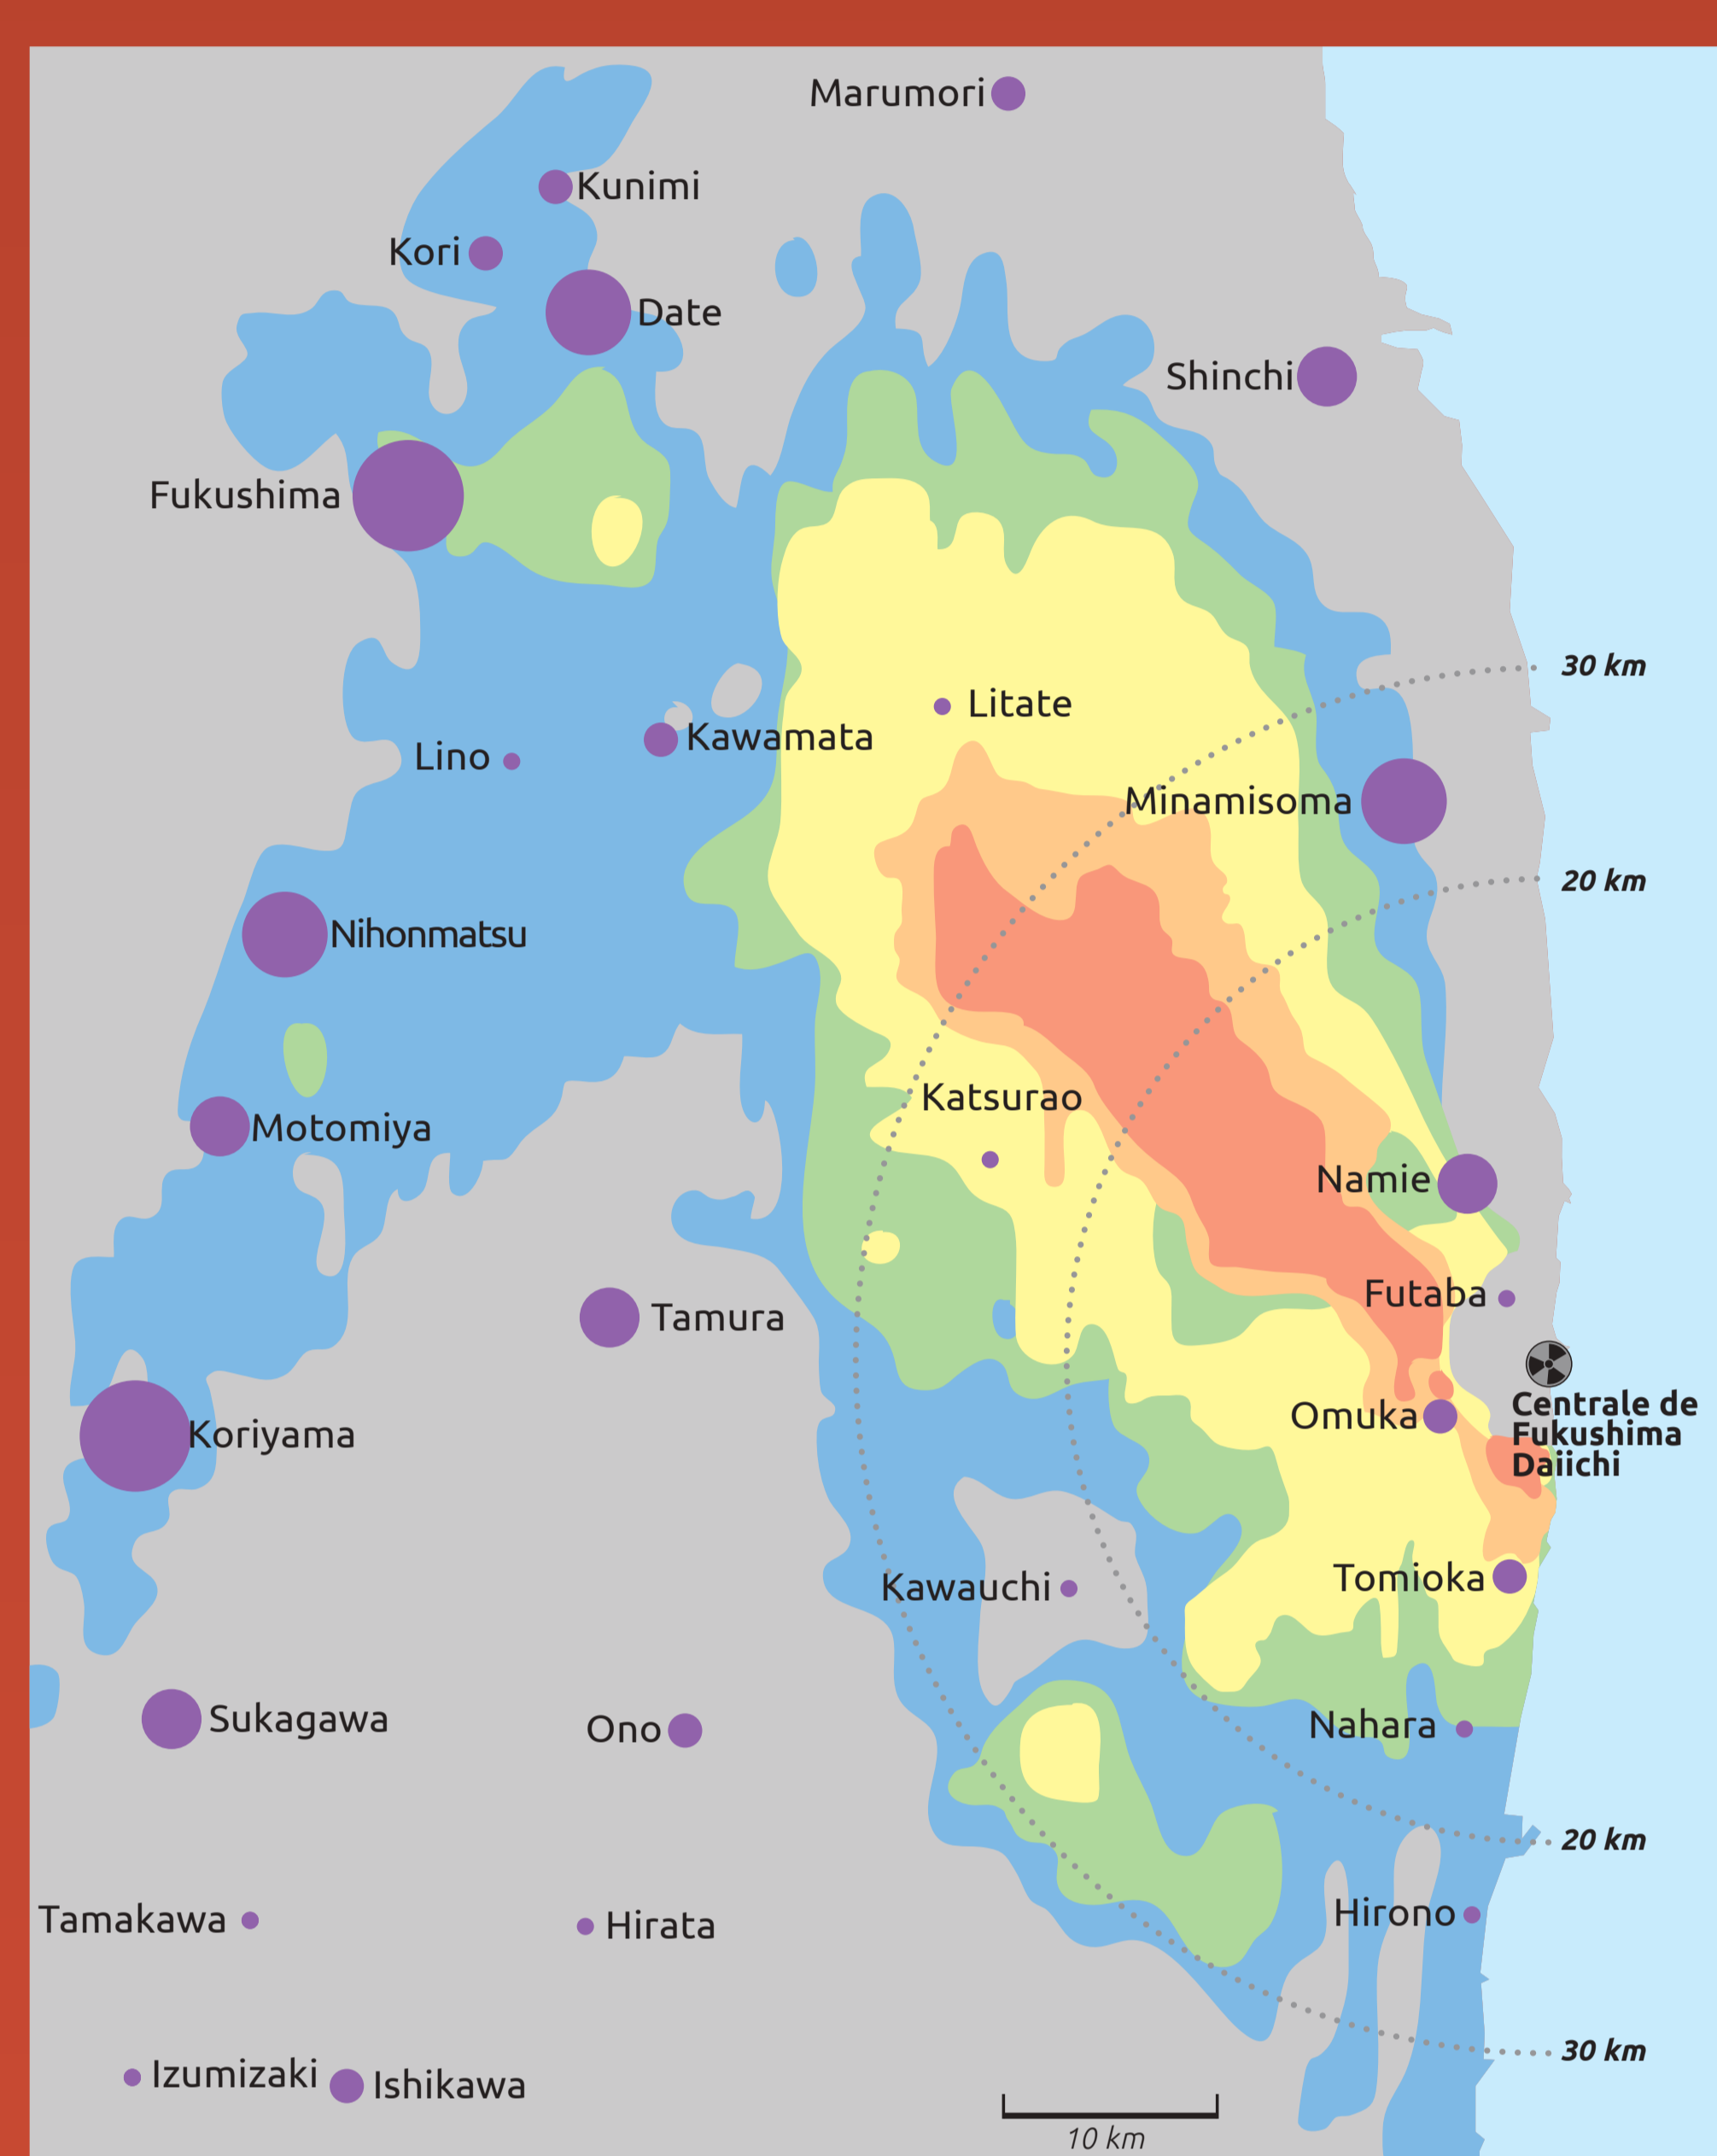 Marumori
Kunimi
Kori
Date
Shinchi
Fukushima
30 km
Litate
Kawamata
Lino
Minamisoma
20 km
Nihonmatsu
Katsurao
Motomiya
Namie
Futaba
Tamura
Centrale de
Fukushima
Daiichi
Omuka
Koriyama
Tomioka
Kawauchi
Sukagawa
Ono
Nahara
20 km
Hirono
Tamakawa
Hirata
30 km
Izumizaki
Ishikawa
10 km